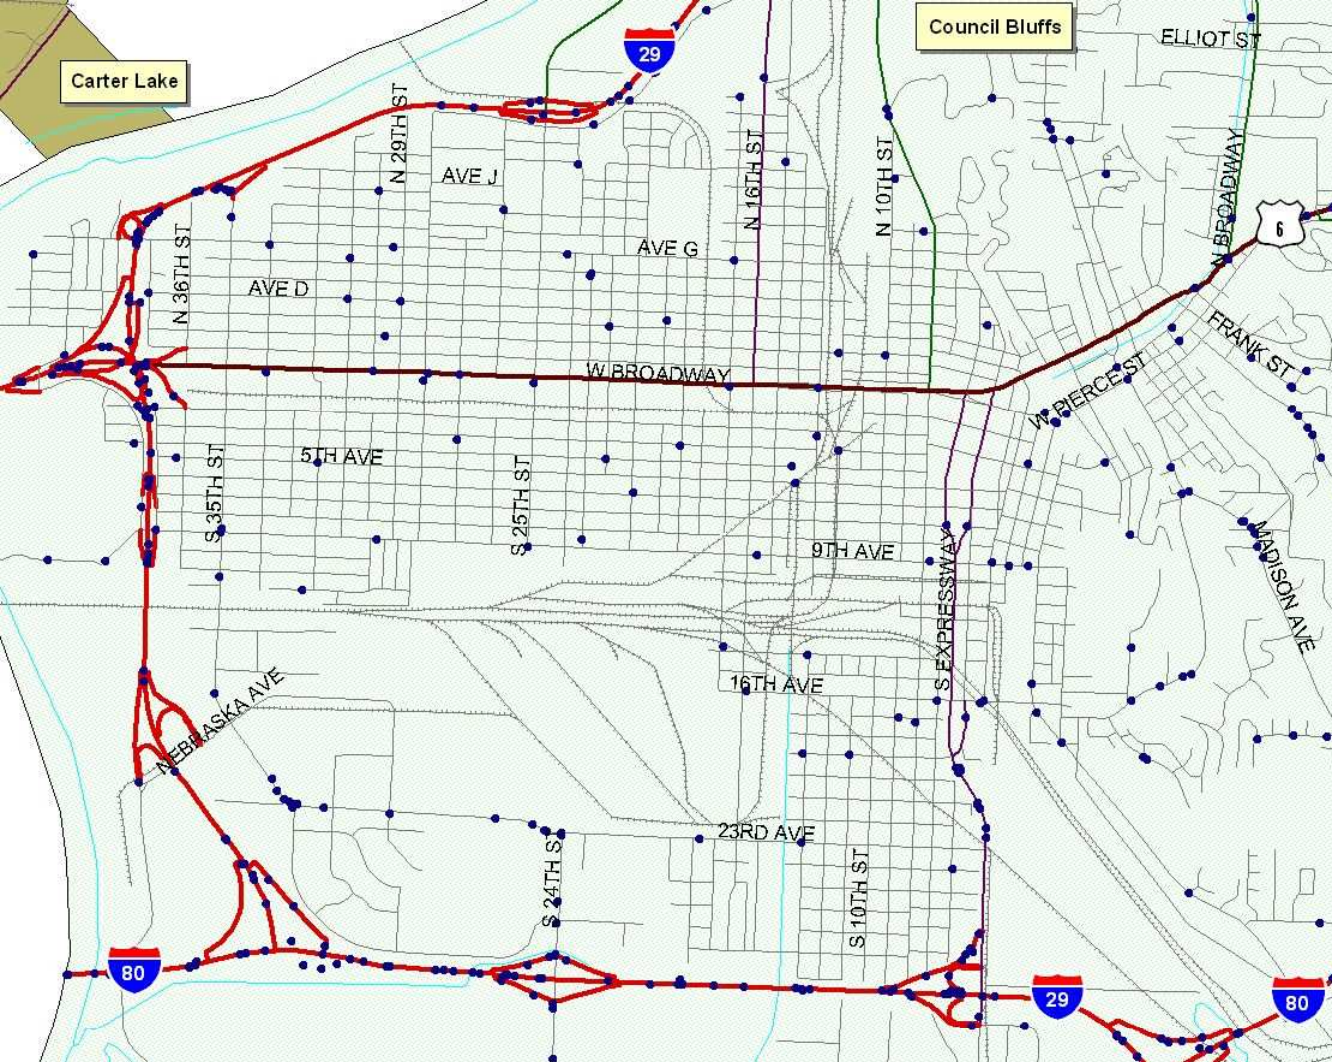 Council Bluffs
29
ELLIOT ST
Carter Lake
N 29TH ST
N 16TH ST
N 10TH ST
N BROADWAY
AVE J
6
N 36TH ST
AVE G
AVE D
FRANK ST
W BROADWAY
W PIERCE ST
5TH AVE
S 35TH ST
S 25TH ST
9TH AVE
S EXPRESSWAY
MADISON AVE
16TH AVE
NEBRASKA AVE
23RD AVE
S 24TH ST
S 10TH ST
80
29
80